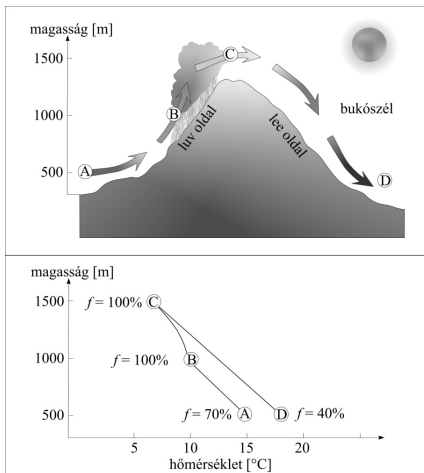 magasság [m]
1500
C
1000
B
bukószél
luv oldal
lee oldal
500
A
D
magasság [m]
1500
f = 100%
C
1000
f = 100%
B
500
f = 70%
A
D
f = 40%
5
10
15
20
hőmérséklet [°C]